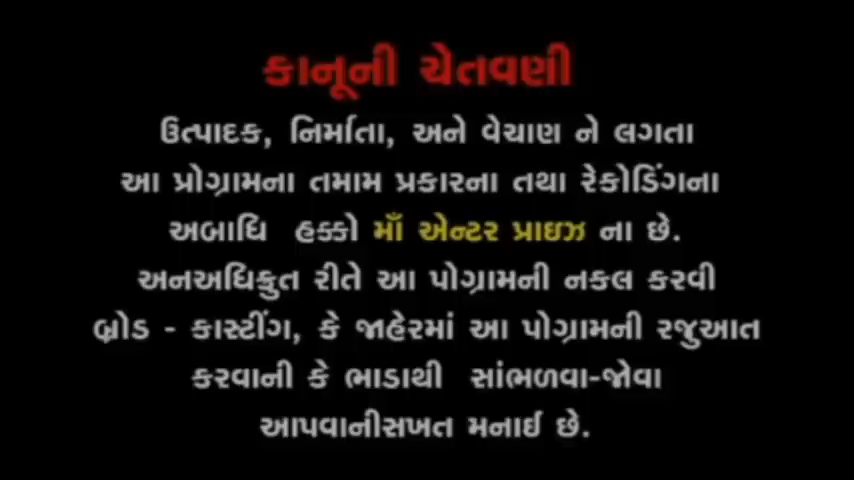 કાનૂની ચેતવણી
ઉત્પાદક, નિર્માતા, અને વેચાણ ને લગતા
આ પ્રોગ્રામના તમામ પ્રકારના તથા રેકોર્ડિંગના
અબાધિ હક્કો માઁ એન્ટર પ્રાઇઝ ના છે.
અનઅધિકૃત રીતે આ પોગ્રામની નકલ કરવી
બ્રોડ - કાસ્ટીંગ, કે જાહેરમાં આ પોગ્રામની રજુઆત
કરવાની કે ભાડાથી સાંભળવા-જોવા
આપવાનીસખત મનાઈ છે.